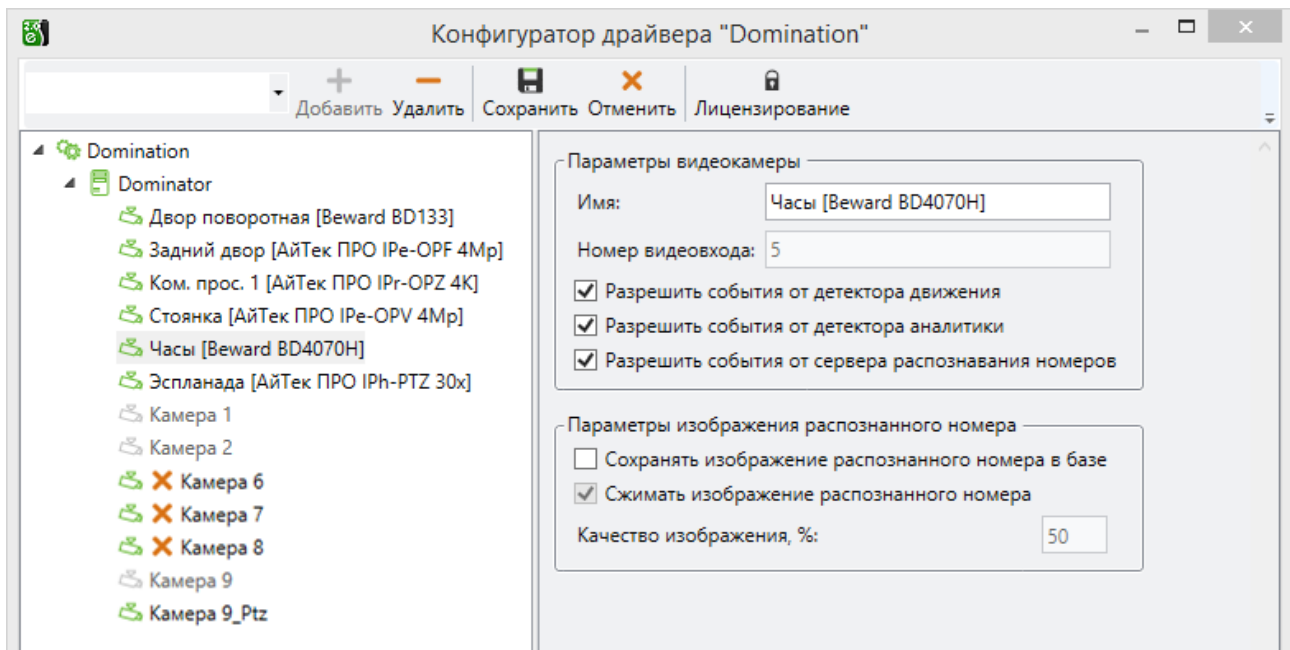 Конфигуратор драйвера "Domination"
Добавить Удалить Сохранить Отменить Лицензирование
Domination
Dominator
Двор поворотная [Beward BD133]
Задний двор [АйТек ПРО IPe-OPF 4Mp]
Ком. прос. 1 [АйТек ПРО IPr-OPZ 4K]
Стоянка [АйТек ПРО IPe-OPV 4Mp]
Часы [Beward BD4070H]
Эспланада [АйТек ПРО IPh-PTZ 30x]
Камера 1
Камера 2
Камера 6
Камера 7
Камера 8
Камера 9
Камера 9_Ptz
Параметры видеокамеры
Имя: Часы [Beward BD4070H]
Номер видеовхода: 5
Разрешить события от детектора движения
Разрешить события от детектора аналитики
Разрешить события от сервера распознавания номеров
Параметры изображения распознанного номера
Сохранять изображение распознанного номера в базе
Сжимать изображение распознанного номера
Качество изображения, %: 50